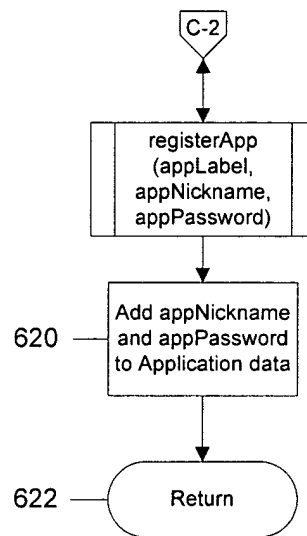 C-2
registerApp
(appLabel,
appNickname,
appPassword)
620
Add appNickname
and appPassword
to Application data
622
Return